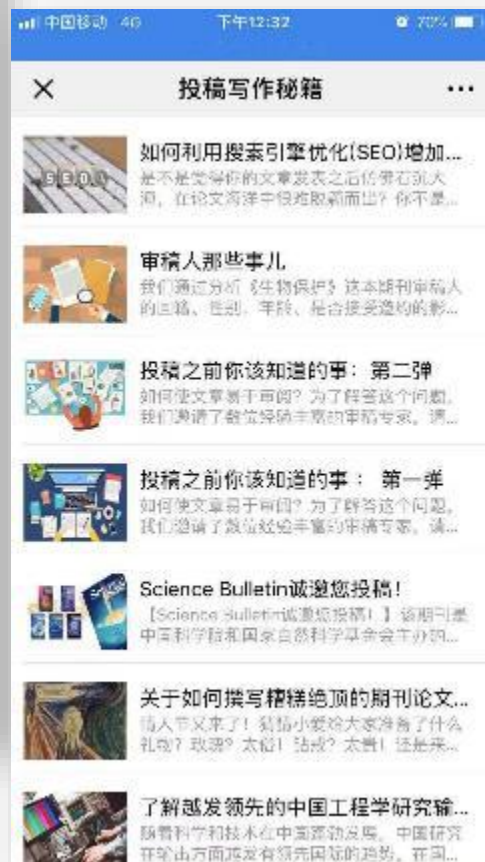 中国移动 4G 下午12:32 70%
投稿写作秘籍
如何利用搜索引擎优化(SEO)增加...
是不是觉得你的文章发表之后仿佛石沉大
海，在论文海洋中很难脱颖而出？你不是...
审稿人那些事儿
我们通过分析《生物保护》这本期刊审稿人
的国籍、性别、年龄、是否接受邀约的影...
投稿之前你该知道的事：第二弹
如何使文章易于审阅？为了解答这个问题，
我们邀请了数位经验丰富的审稿专家，请...
投稿之前你该知道的事： 第一弹
如何使文章易于审阅？为了解答这个问题，
我们邀请了数位经验丰富的审稿专家，请...
Science Bulletin诚邀您投稿！
【Science Bulletin诚邀您投稿！】该期刊是
中国科学院和国家自然科学基金会主办的...
关于如何撰写糟糕绝顶的期刊论文...
情人节又来了！猜猜小爱给大家准备了什么
礼物？玫瑰？太俗！钻戒？太贵！还是来...
了解越发领先的中国工程学研究输...
随着科学和技术在中国蓬勃发展，中国研究
在输出方面越发有领先国际的趋势。在国...